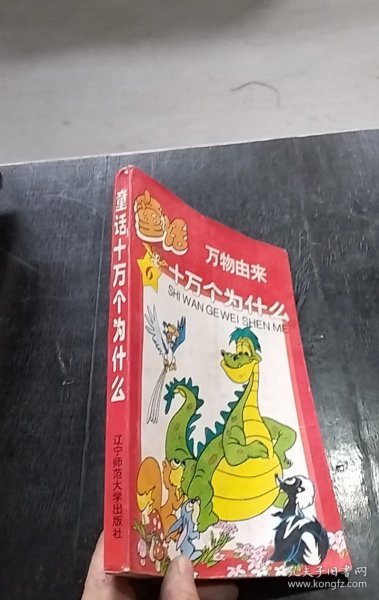 童话十万个为什么
辽宁师范大学出版社
童话
万物由来
6
十万个为什么
SHI WAN GE WEI SHEN ME
孔夫子旧书网
www.kongfz.com